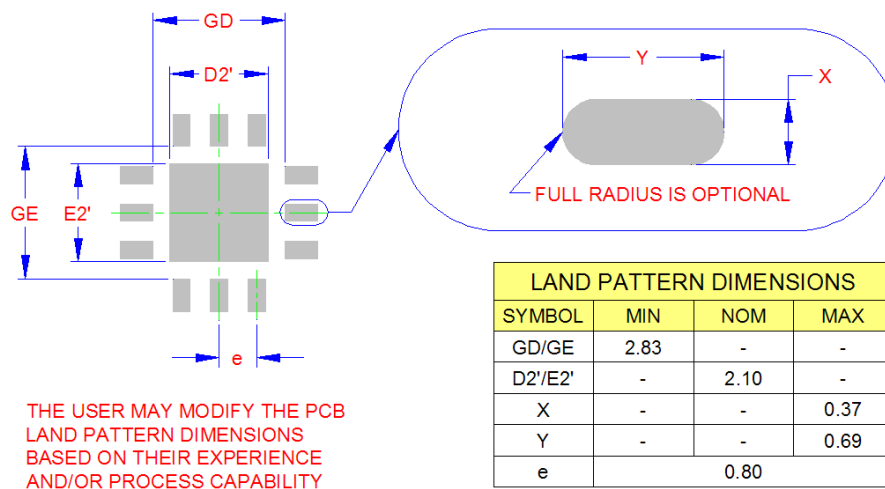 GD
D2'
GE
E2'
e
Y
X
FULL RADIUS IS OPTIONAL
THE USER MAY MODIFY THE PCB
LAND PATTERN DIMENSIONS
BASED ON THEIR EXPERIENCE
AND/OR PROCESS CAPABILITY
LAND PATTERN DIMENSIONS
SYMBOL MIN NOM MAX
GD/GE 2.83 - -
D2'/E2' - 2.10 -
X - - 0.37
Y - - 0.69
e 0.80